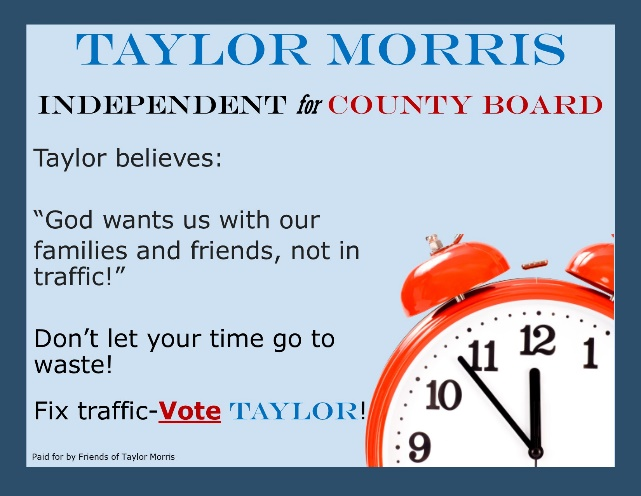 TAYLOR MORRIS
INDEPENDENT for COUNTY BOARD
Taylor believes:
“God wants us with our
families and friends, not in
traffic!”
Don’t let your time go to
waste!
Fix traffic-Vote TAYLOR!
Paid for by Friends of Taylor Morris
12
11
1
10
9